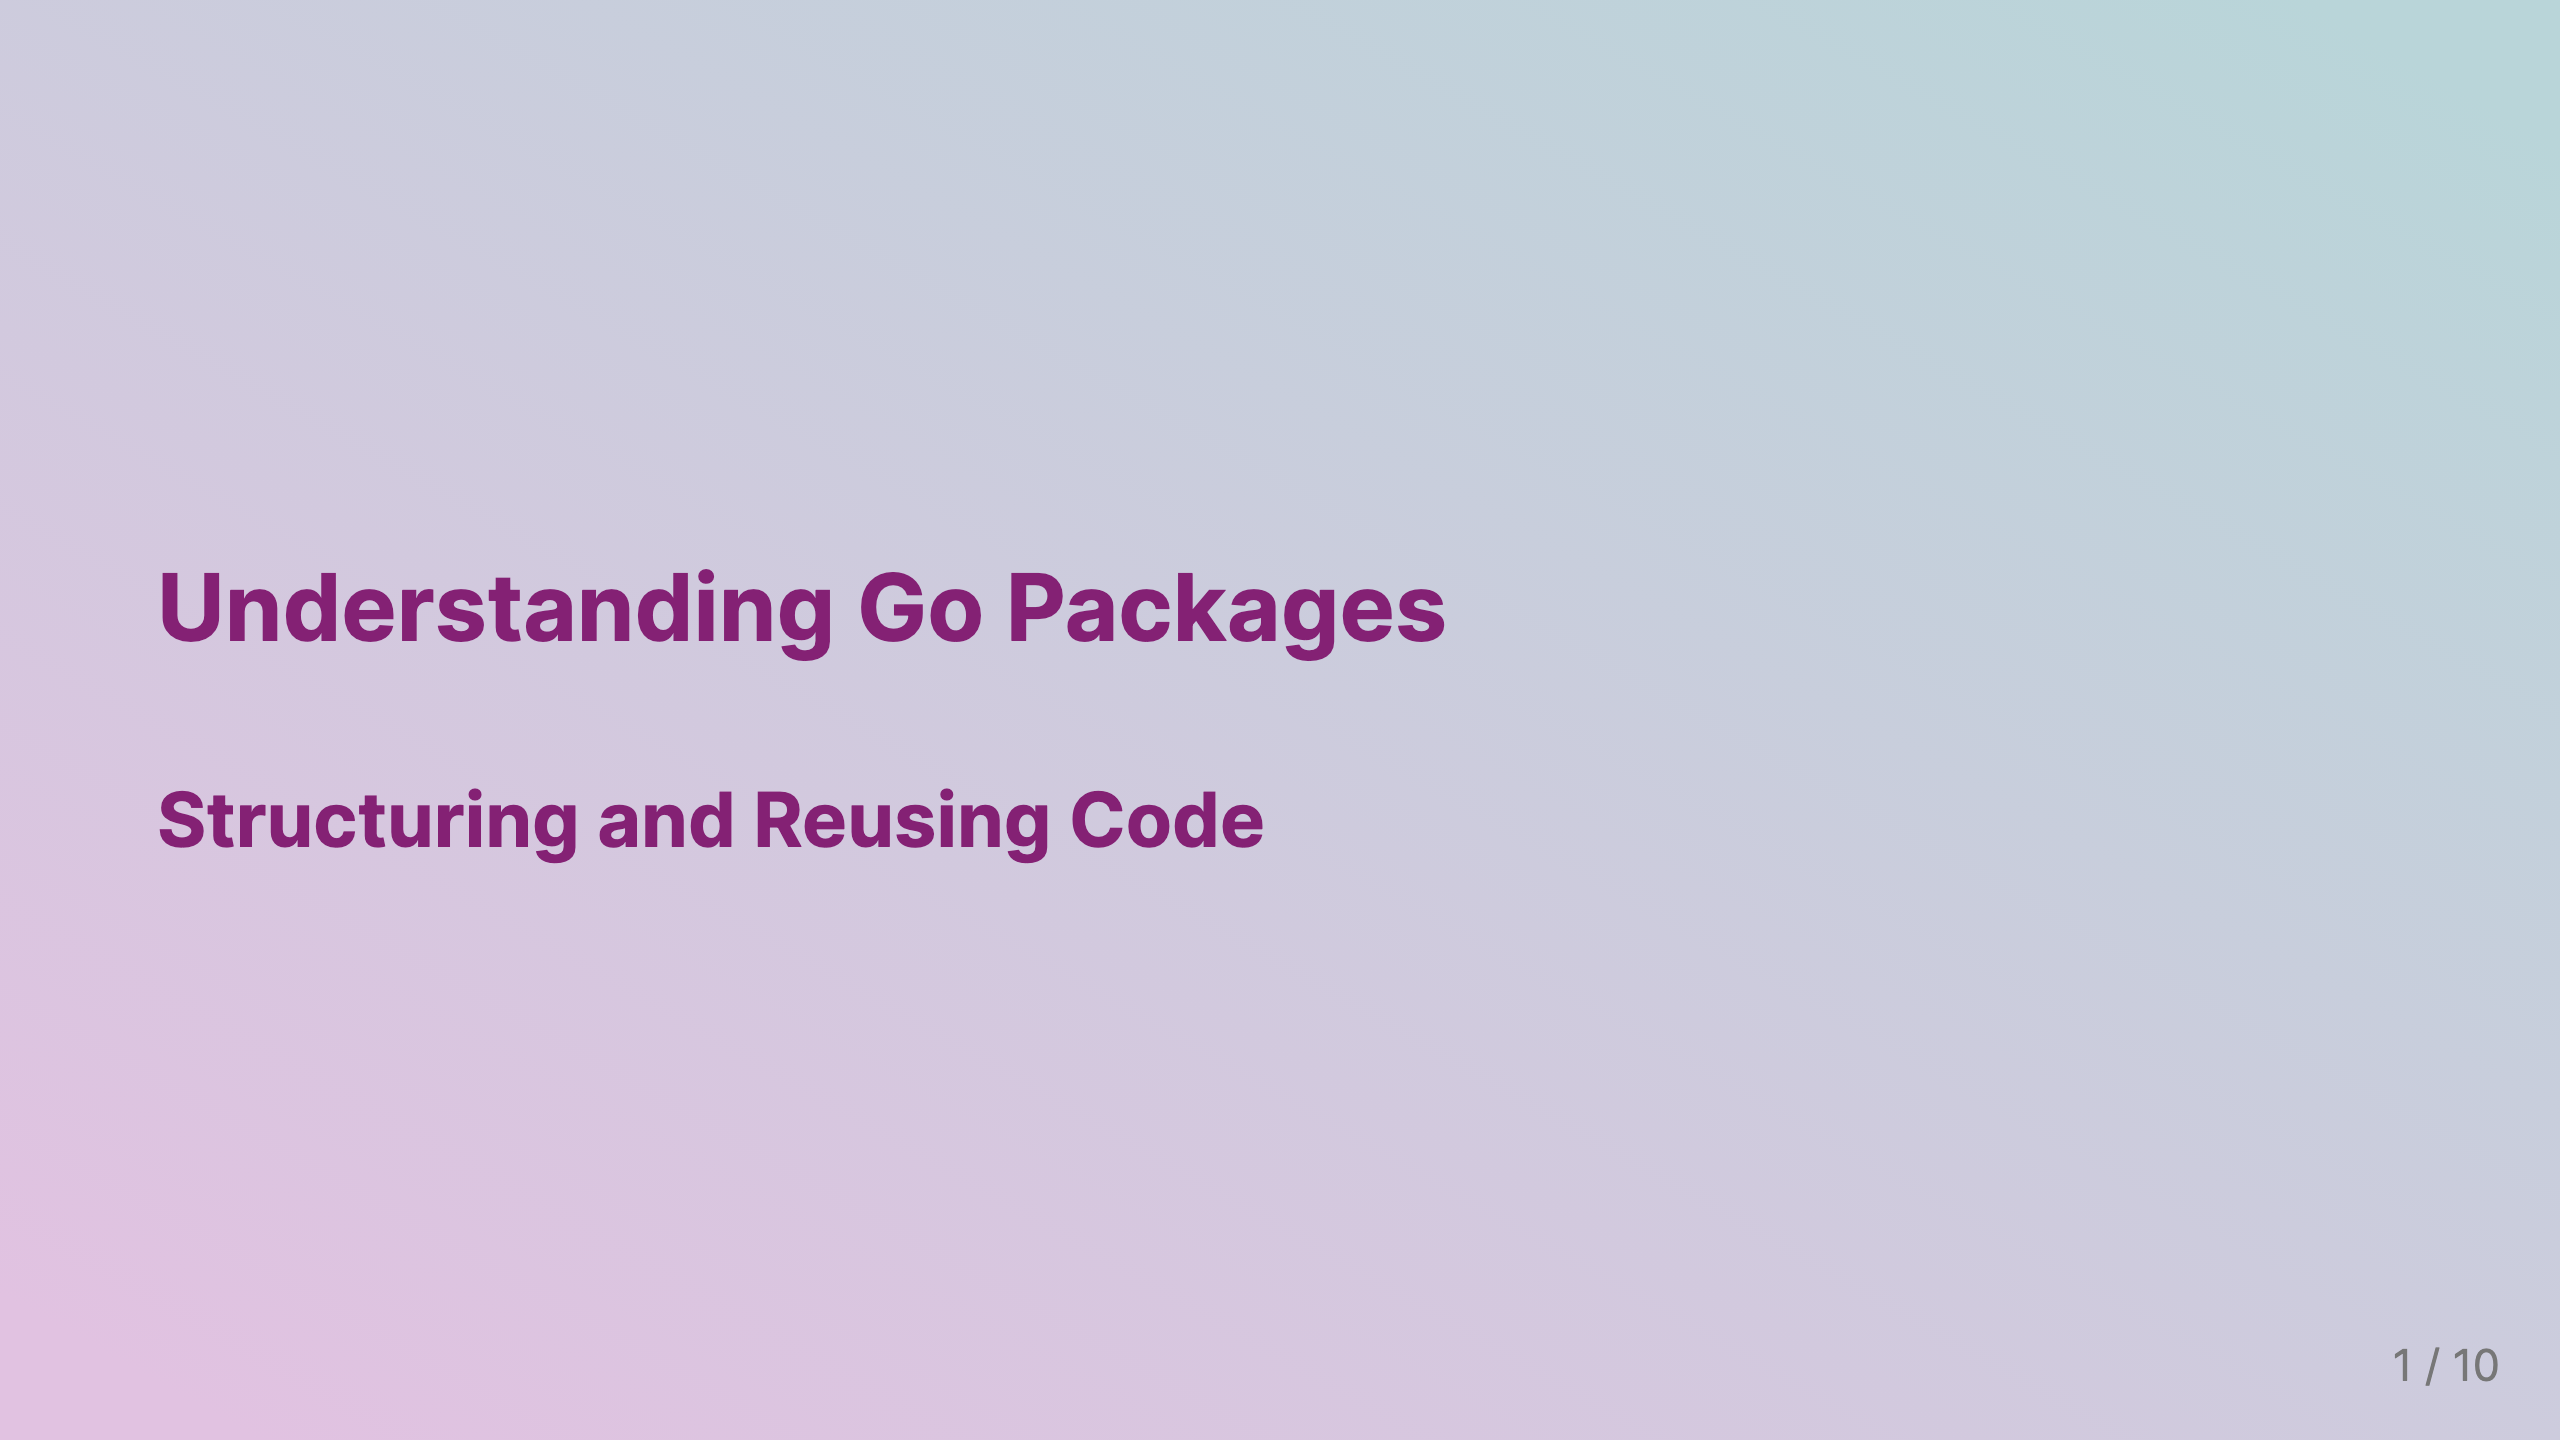 Understanding Go Packages
Structuring and Reusing Code
1 / 10